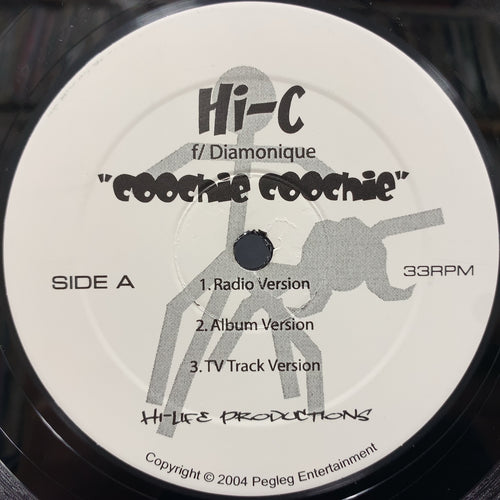 Hi-C
f/ Diamonique
"COOCHIE COOCHIE"
SIDE A
33RPM
1. Radio Version
2. Album Version
3. TV Track Version
HI-LIFE PRODUCTIONS
Copyright © 2004 Pegleg Entertainment